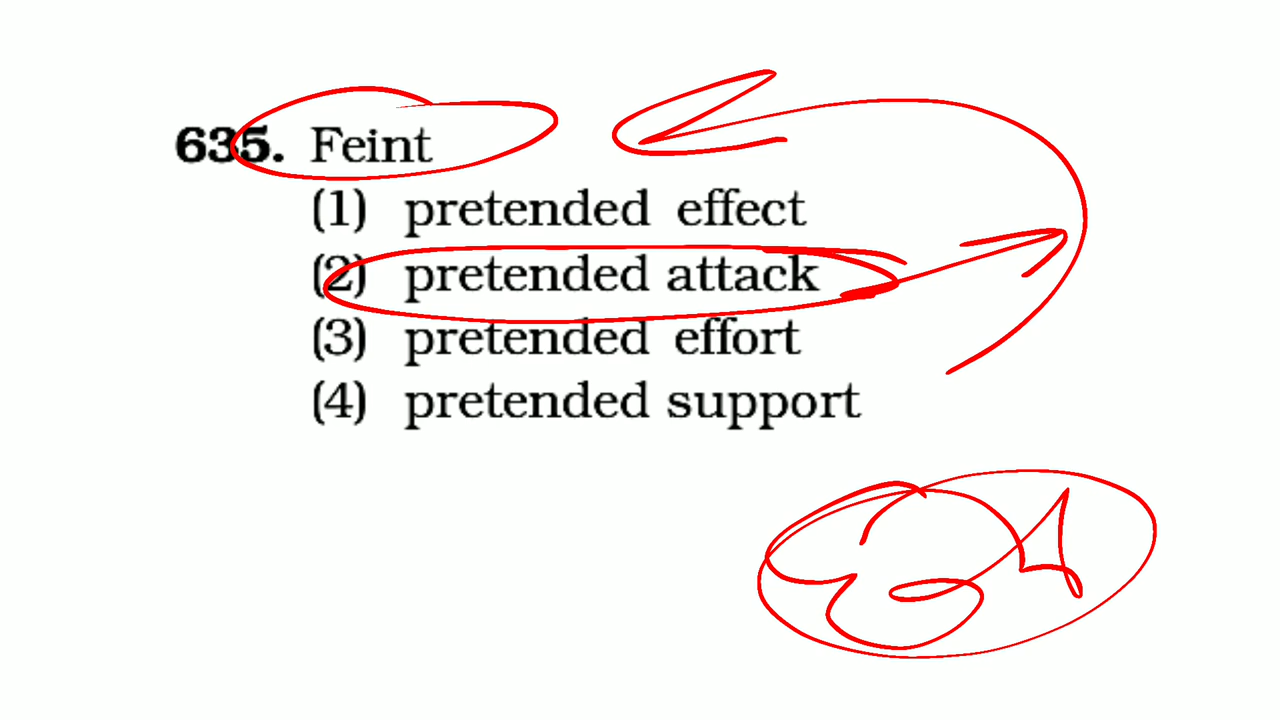 635. Feint
(1) pretended effect
(2) pretended attack
(3) pretended effort
(4) pretended support